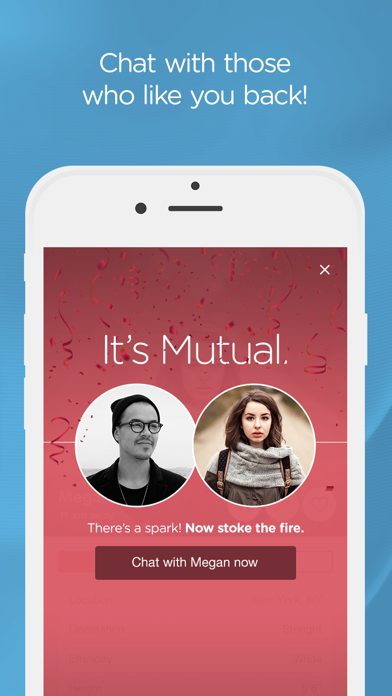 Chat with those
who like you back!
It's Mutual.
There's a spark! Now stoke the fire.
Chat with Megan now